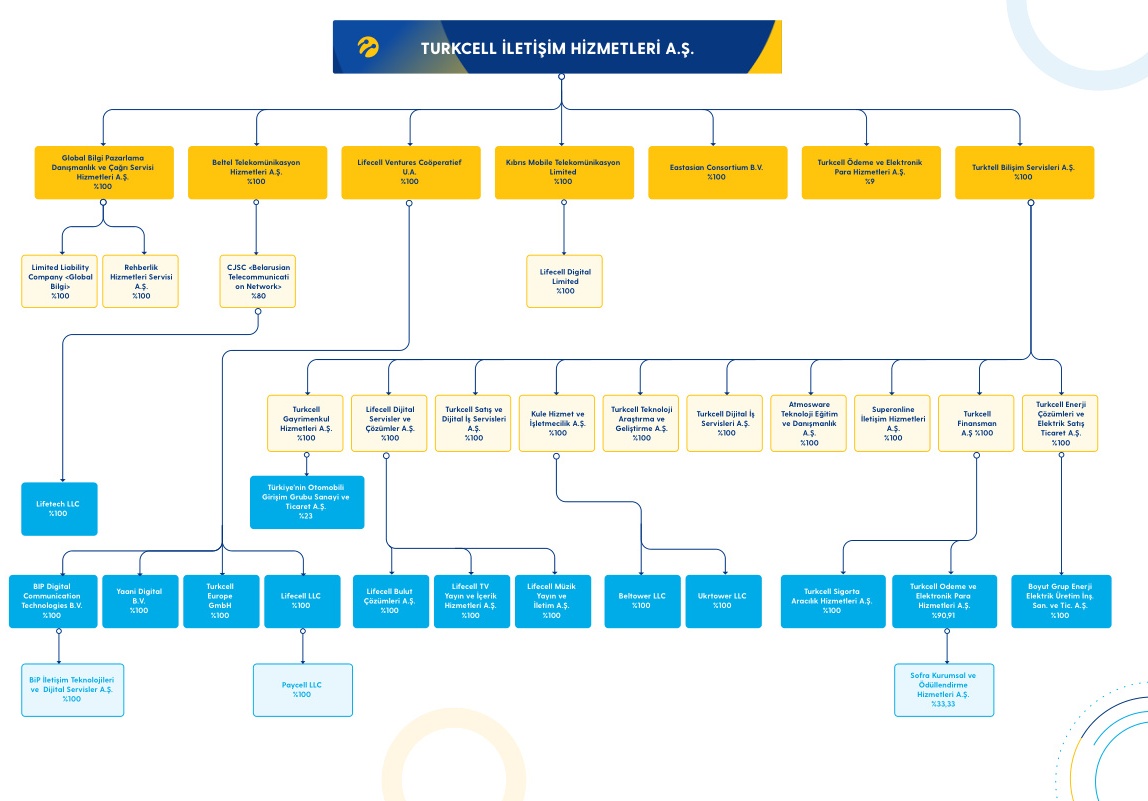 TURKCELL İLETİŞİM HİZMETLERİ A.Ş.
Global Bilgi Pazarlama
Danışmanlık ve Çağrı Servisi
Hizmetleri A.Ş.
%100
Beltel Telekomünikasyon
Hizmetleri A.Ş.
%100
Lifecell Ventures Coöperatief
U.A.
%100
Kıbrıs Mobile Telekomünikasyon
Limited
%100
Eastasian Consortium B.V.
%100
Turkcell Ödeme ve Elektronik
Para Hizmetleri A.Ş.
%9
Turktell Bilişim Servisleri A.Ş.
%100
Limited Liability
Company <Global
Bilgi>
%100
Rehberlik
Hizmetleri Servisi
A.Ş.
%100
CJSC <Belarusian
Telecommunicati
on Network>
%80
Lifecell Digital
Limited
%100
Turkcell
Gayrimenkul
Hizmetleri A.Ş.
%100
Lifecell Dijital
Servisler ve
Çözümler A.Ş.
%100
Turkcell Satış ve
Dijital İş Servisleri
A.Ş.
%100
Kule Hizmet ve
İşletmecilik A.Ş.
%100
Turkcell Teknoloji
Araştırma ve
Geliştirme A.Ş.
%100
Turkcell Dijital İş
Servisleri A.Ş.
%100
Atmosware
Teknoloji Eğitim
ve Danışmanlık
A.Ş.
%100
Superonline
İletişim Hizmetleri
A.Ş.
%100
Turkcell
Finansman
A.Ş %100
Turkcell Enerji
Çözümleri ve
Elektrik Satış
Ticaret A.Ş.
%100
Lifetech LLC
%100
Türkiye'nin Otomobili
Girişim Grubu Sanayi ve
Ticaret A.Ş.
%23
BiP Digital
Communication
Technologies B.V.
%100
Yaani Digital
B.V.
%100
Turkcell
Europe
GmbH
%100
Lifecell LLC
%100
Lifecell Bulut
Çözümleri A.Ş.
%100
Lifecell TV
Yayın ve İçerik
Hizmetleri A.Ş.
%100
Lifecell Müzik
Yayın ve
İletim A.Ş.
%100
Beltower LLC
%100
Ukrtower LLC
%100
Turkcell Sigorta
Aracılık Hizmetleri A.Ş.
%100
Turkcell Odeme ve
Elektronik Para
Hizmetleri A.Ş.
%90,91
Boyut Grup Enerji
Elektrik Üretim İnş.
San. ve Tic. A.Ş.
%100
BiP İletişim Teknolojileri
ve Dijital Servisler A.Ş.
%100
Paycell LLC
%100
Sofra Kurumsal ve
Ödüllendirme
Hizmetleri A.Ş.
%33,33